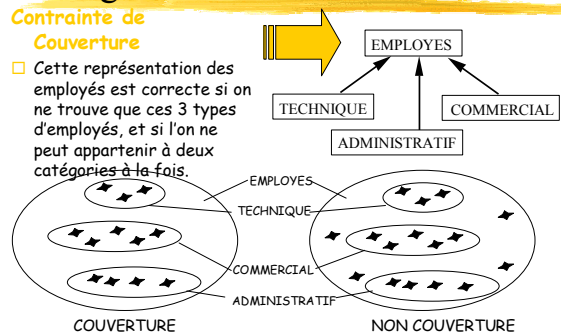 Contrainte de
Couverture
Cette représentation des
employés est correcte si on
ne trouve que ces 3 types
d'employés, et si l'on ne
peut appartenir à deux
catégories à la fois.
EMPLOYES
TECHNIQUE
COMMERCIAL
ADMINISTRATIF
EMPLOYES
TECHNIQUE
COMMERCIAL
ADMINISTRATIF
COUVERTURE
NON COUVERTURE